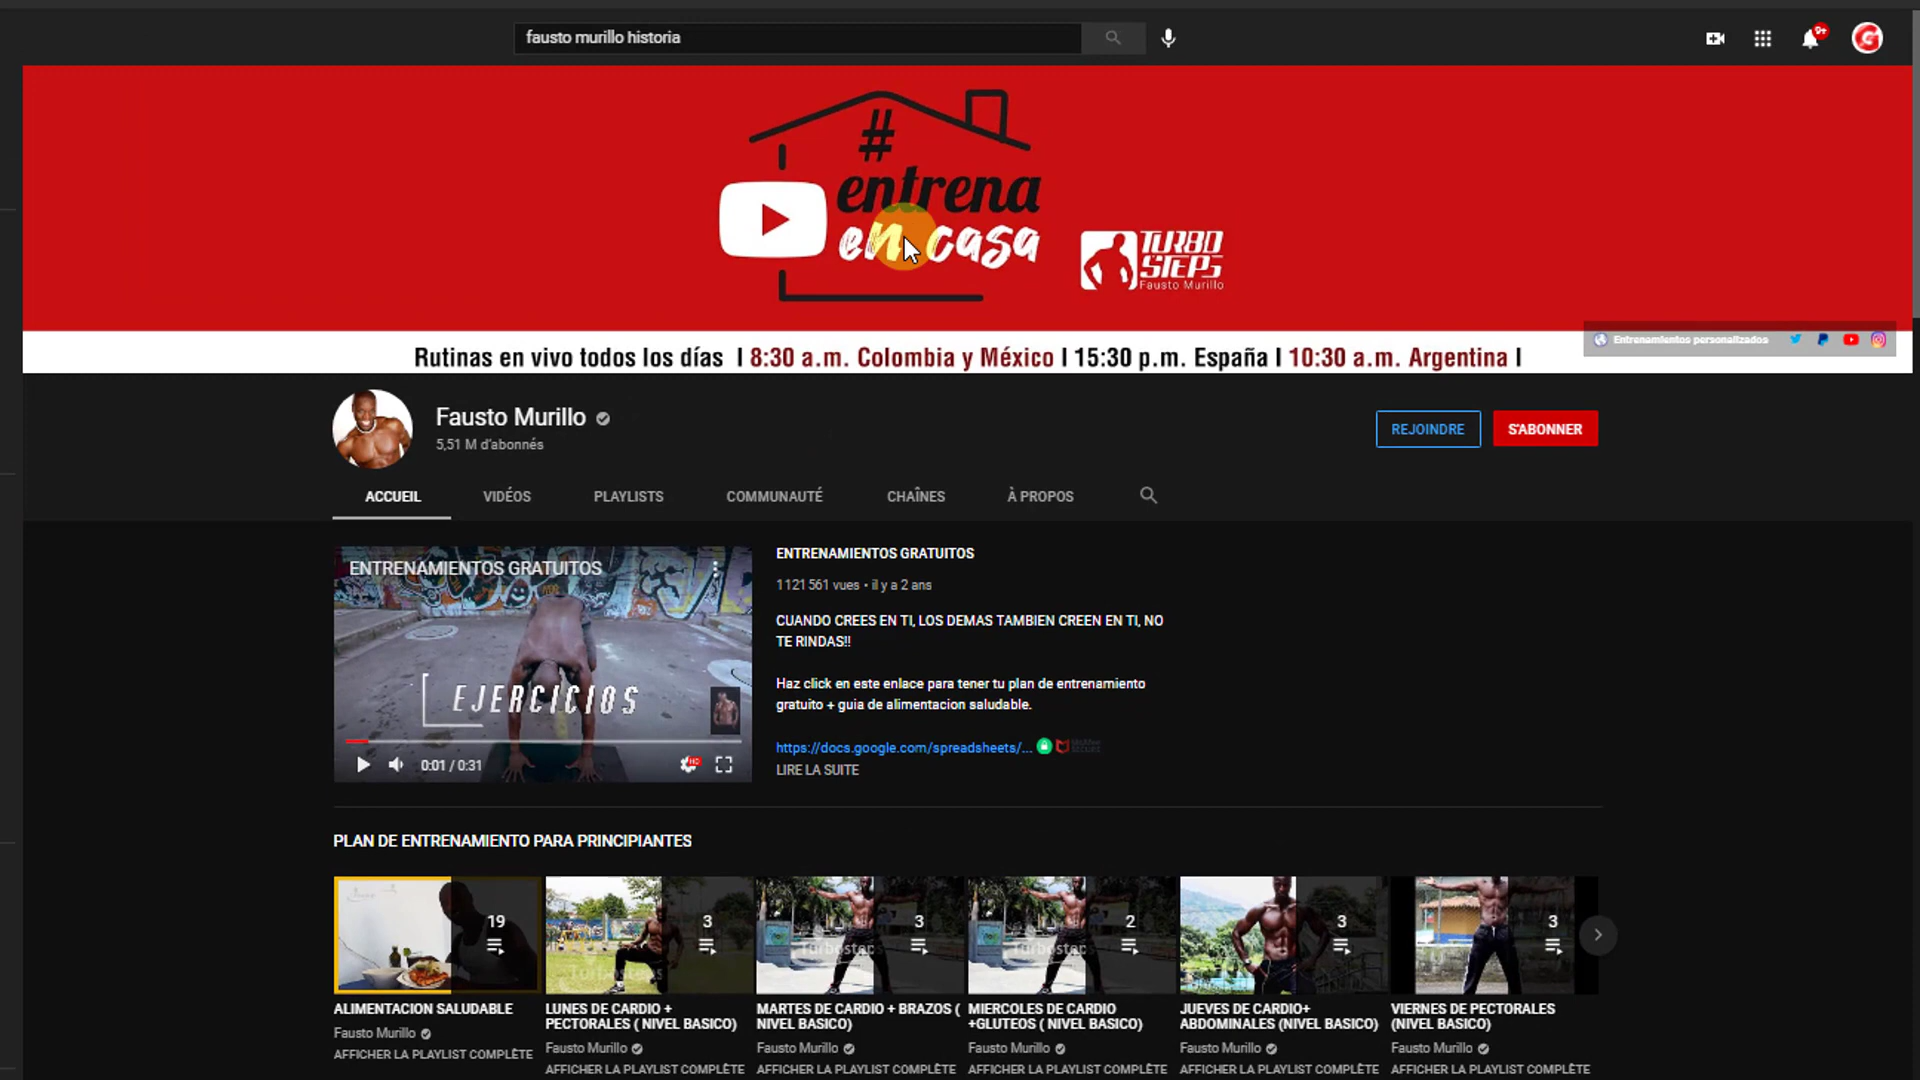 fausto murillo historia
9+
#
entrena
en casa
TURBO
STEPS
Fausto Murillo
Entrenamientos personalizados
Rutinas en vivo todos los días I 8:30 a.m. Colombia y México I 15:30 p.m. España I 10:30 a.m. Argentina I
Fausto Murillo
5,51 M d'abonnés
REJOINDRE
S'ABONNER
ACCUEIL
VIDÉOS
PLAYLISTS
COMMUNAUTÉ
CHAÎNES
À PROPOS
ENTRENAMIENTOS GRATUITOS
EJERCICIOS
0:01 / 0:31
HD
ENTRENAMIENTOS GRATUITOS
1 121 561 vues • il y a 2 ans
CUANDO CREES EN TI, LOS DEMAS TAMBIEN CREEN EN TI, NO
TE RINDAS!!
Haz click en este enlace para tener tu plan de entrenamiento
gratuito + guia de alimentacion saludable.
https://docs.google.com/spreadsheets/...
LIRE LA SUITE
PLAN DE ENTRENAMIENTO PARA PRINCIPIANTES
19
3
Turbosteps
3
Turbosteps
2
Turbosteps
3
3
ALIMENTACION SALUDABLE
Fausto Murillo
AFFICHER LA PLAYLIST COMPLÈTE
LUNES DE CARDIO +
PECTORALES ( NIVEL BASICO)
Fausto Murillo
AFFICHER LA PLAYLIST COMPLÈTE
MARTES DE CARDIO + BRAZOS (
NIVEL BASICO)
Fausto Murillo
AFFICHER LA PLAYLIST COMPLÈTE
MIERCOLES DE CARDIO
+GLUTEOS ( NIVEL BASICO)
Fausto Murillo
AFFICHER LA PLAYLIST COMPLÈTE
JUEVES DE CARDIO+
ABDOMINALES (NIVEL BASICO)
Fausto Murillo
AFFICHER LA PLAYLIST COMPLÈTE
VIERNES DE PECTORALES
(NIVEL BASICO)
Fausto Murillo
AFFICHER LA PLAYLIST COMPLÈTE